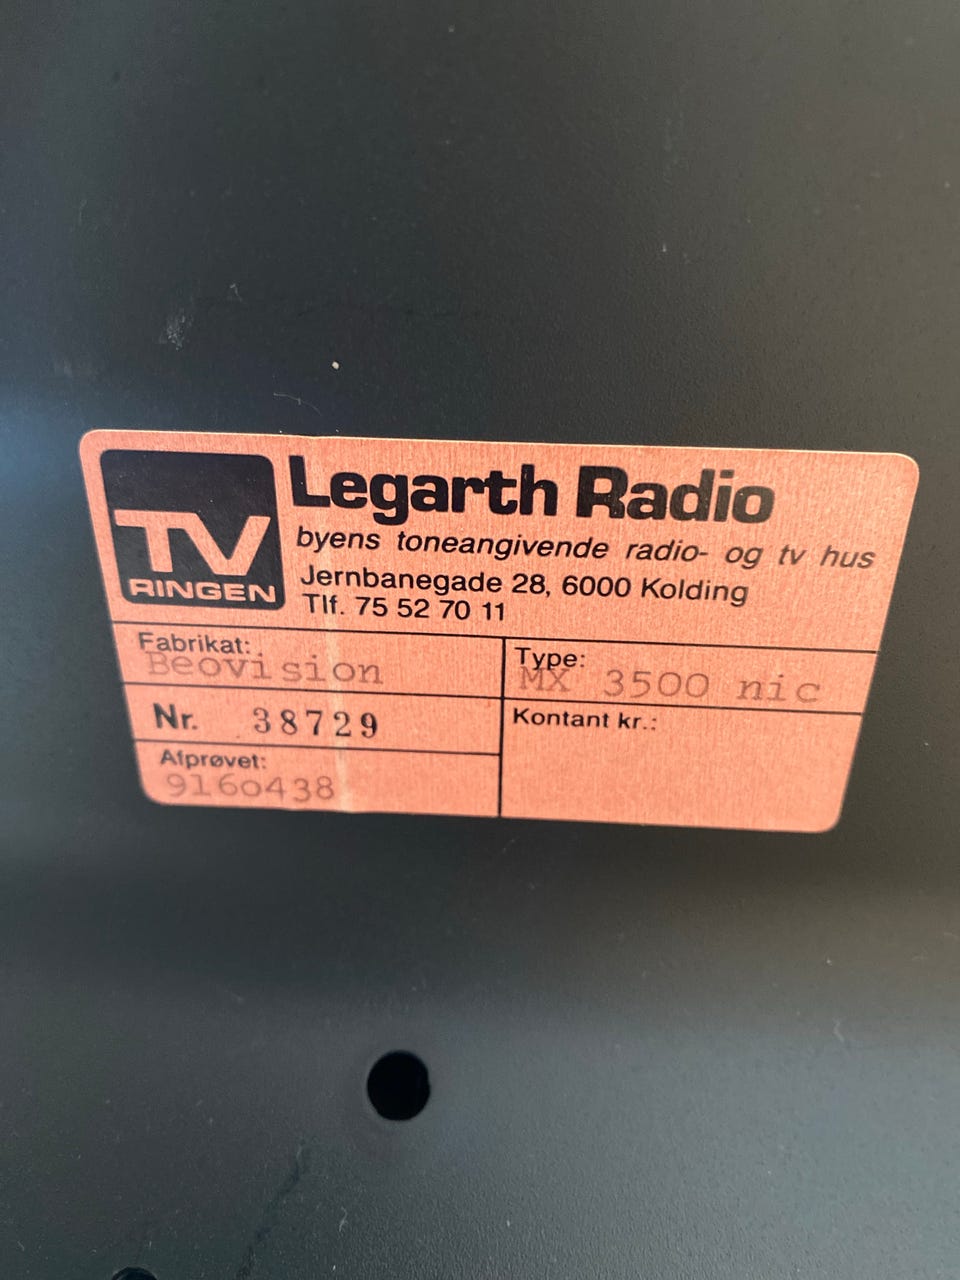 TV
RINGEN
Legarth Radio
byens toneangivende radio- og tv hus
Jernbanegade 28, 6000 Kolding
Tlf. 75 52 70 11
Fabrikat:
Beovision
Type:
MX 3500 nic
Nr. 38729
Kontant kr.:
Afprøvet:
916o438